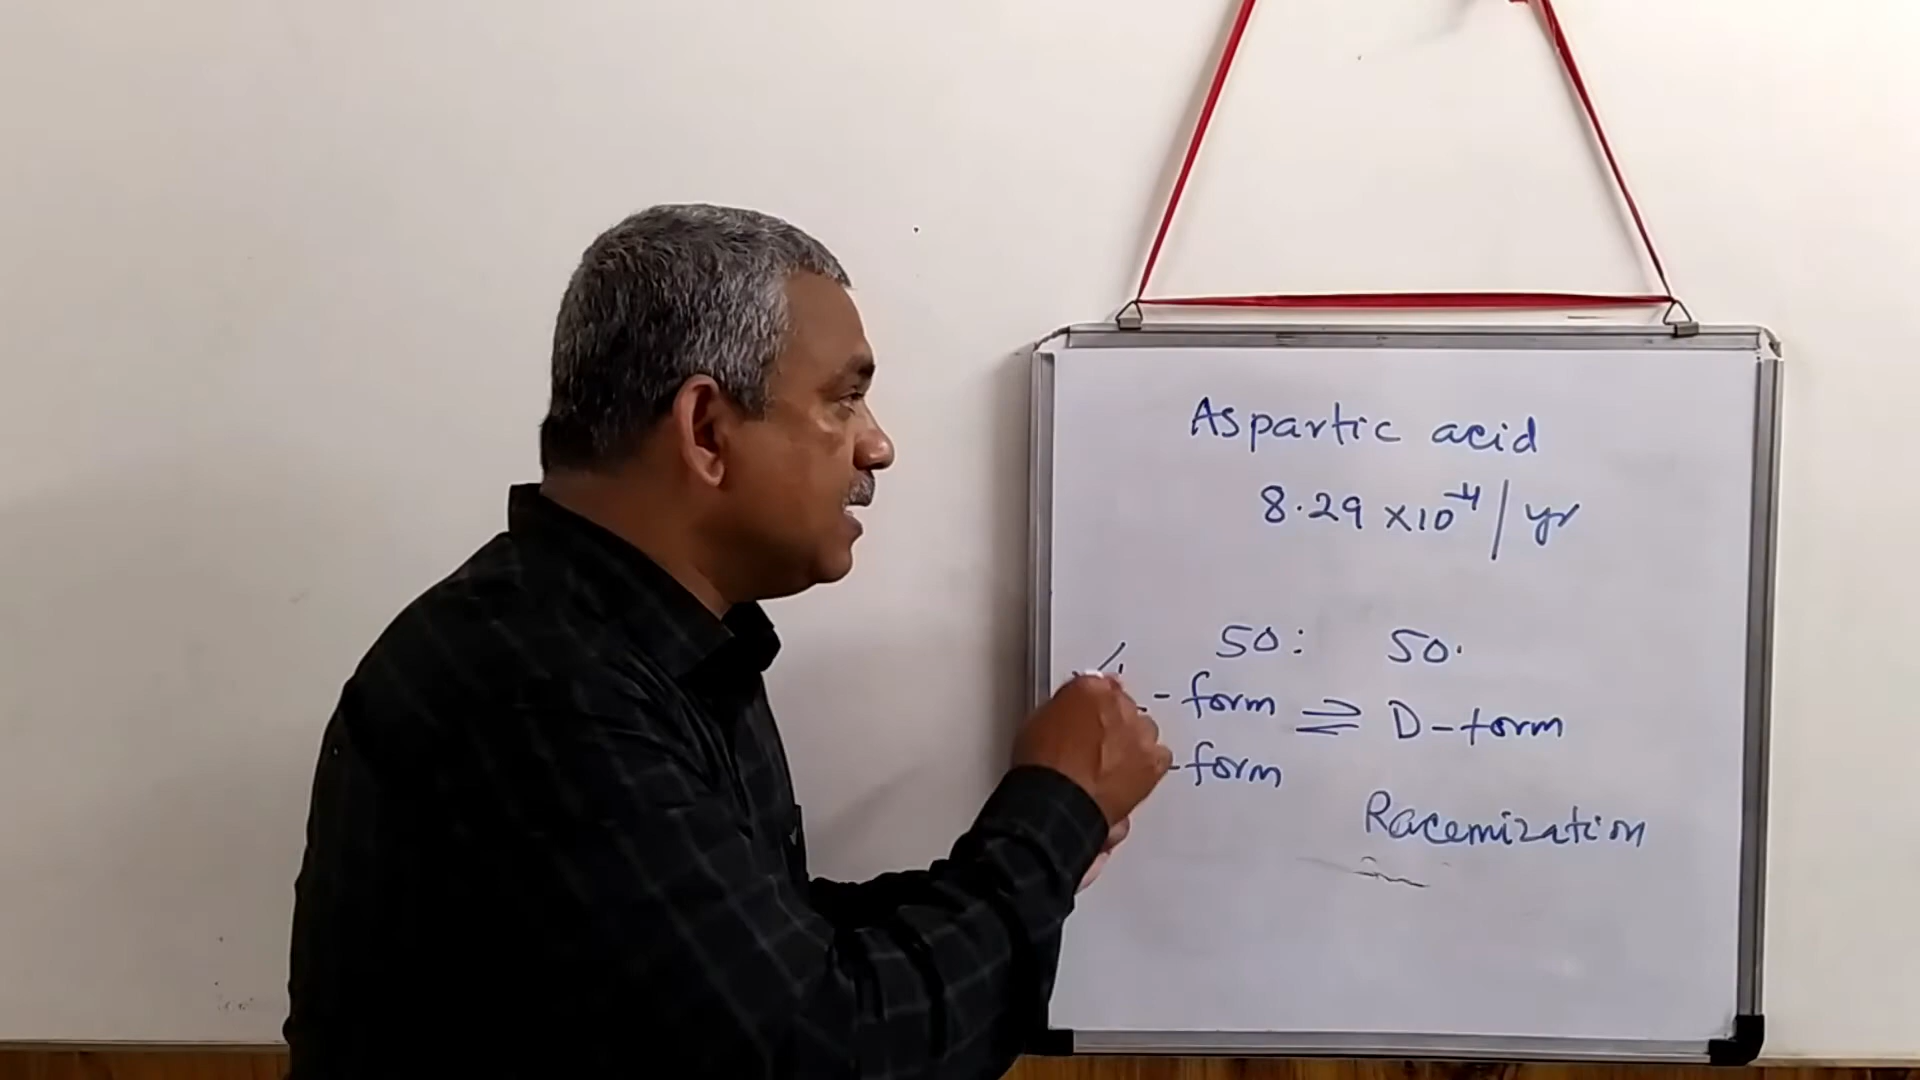 Aspartic acid
8.29 ×10⁻⁴ / yr
50 : 50.
- form ⇌ D-form
-form
Racemization